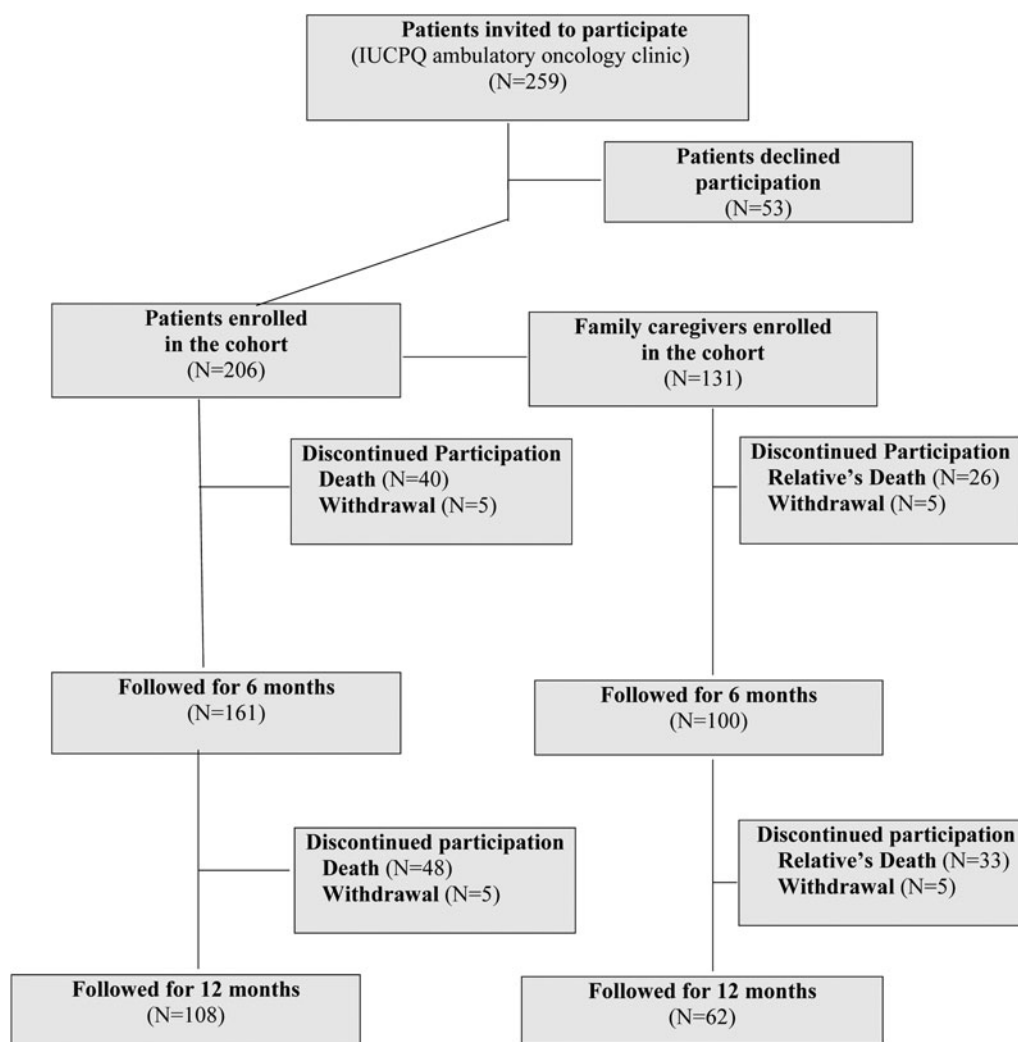 Patients invited to participate
(IUCPQ ambulatory oncology clinic)
(N=259)
Patients declined
participation
(N=53)
Patients enrolled
in the cohort
(N=206)
Family caregivers enrolled
in the cohort
(N=131)
Discontinued Participation
Death (N=40)
Withdrawal (N=5)
Discontinued Participation
Relative's Death (N=26)
Withdrawal (N=5)
Followed for 6 months
(N=161)
Followed for 6 months
(N=100)
Discontinued participation
Death (N=48)
Withdrawal (N=5)
Discontinued participation
Relative's Death (N=33)
Withdrawal (N=5)
Followed for 12 months
(N=108)
Followed for 12 months
(N=62)